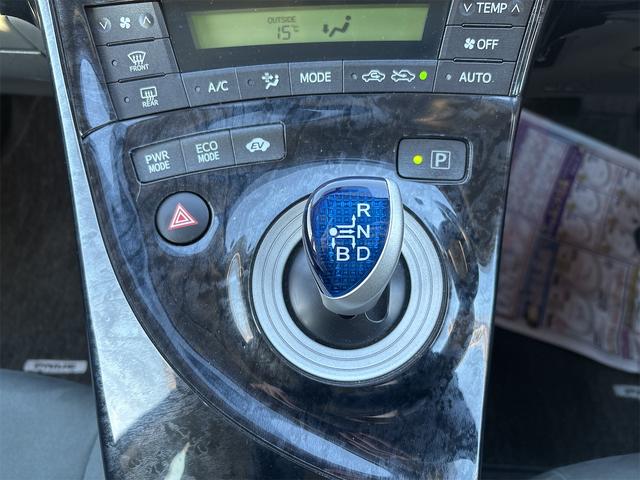 TEMP
OUTSIDE
15℃
OFF
FRONT
REAR
A/C
MODE
AUTO
PWR
MODE
ECO
MODE
EV
P
R
N
B D